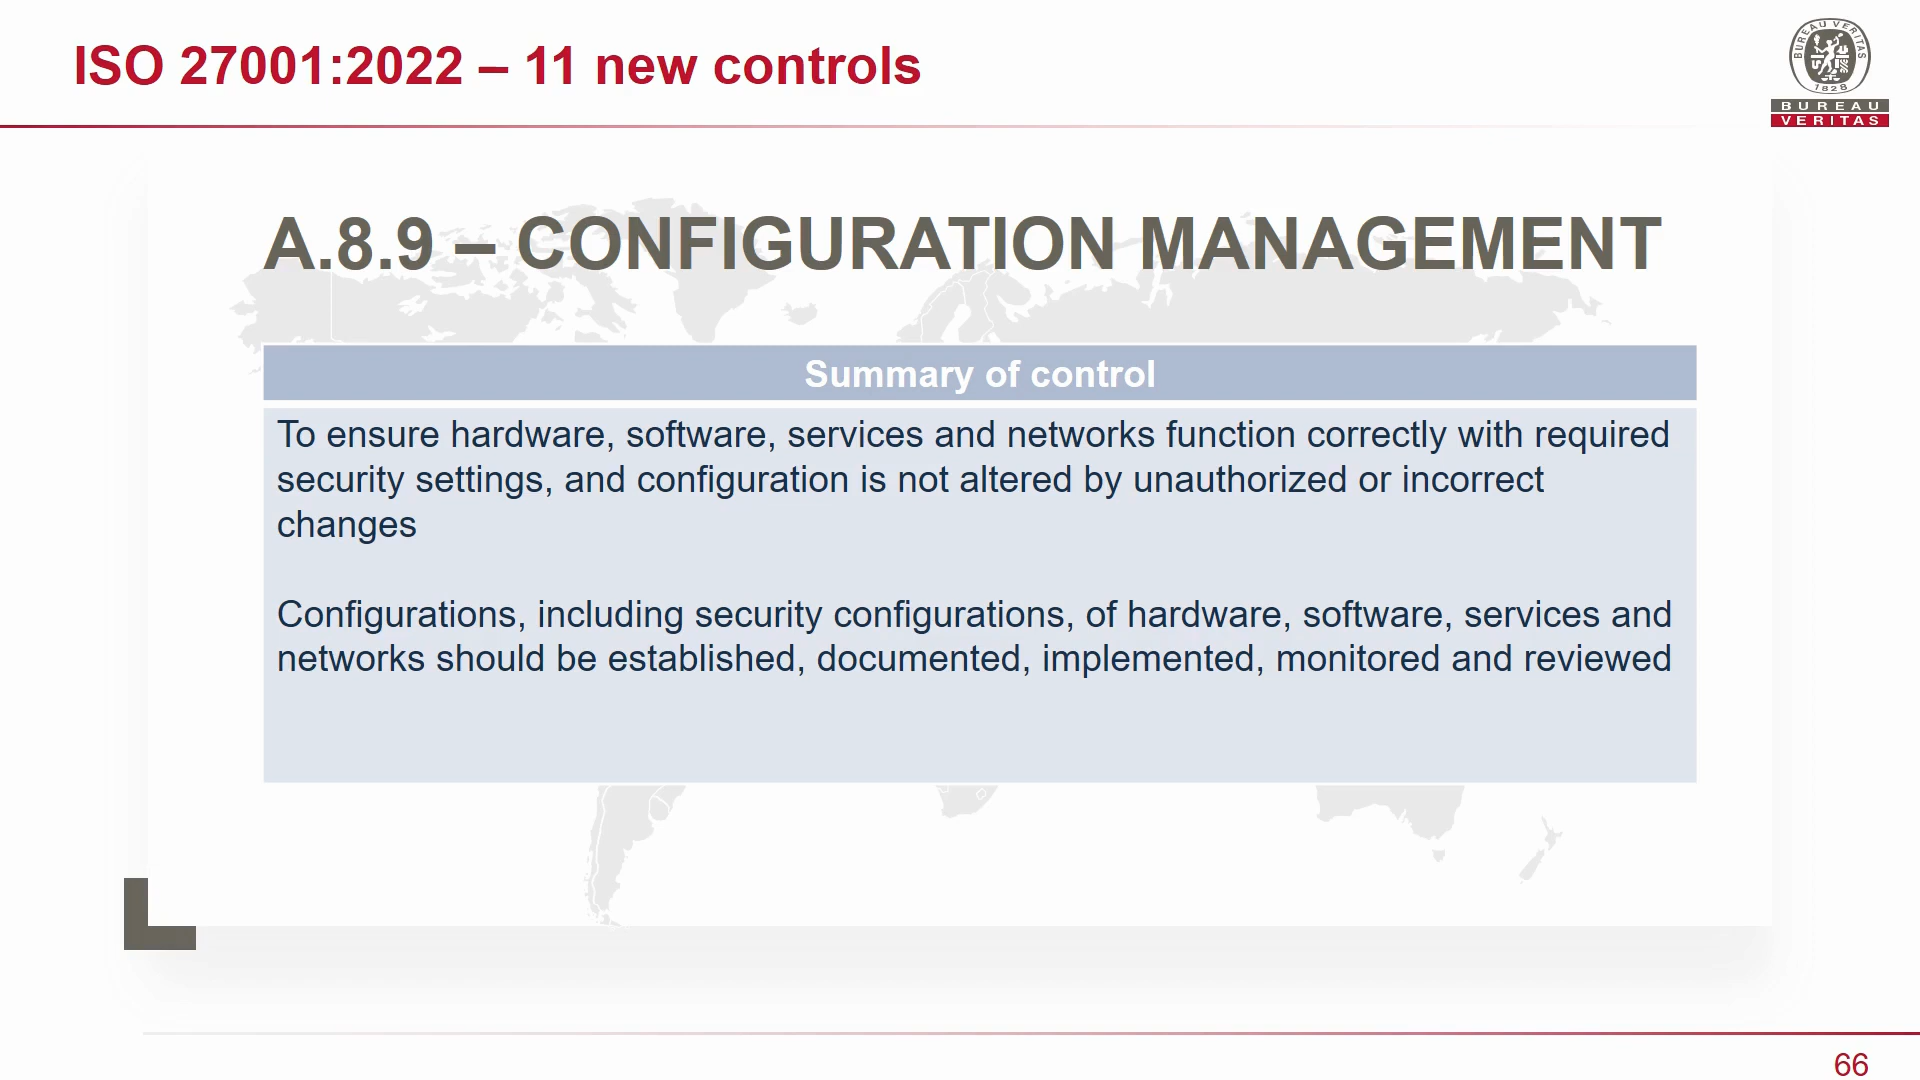 ISO 27001:2022 – 11 new controls
BUREAU VERITAS
1828
BUREAU
VERITAS
A.8.9 – CONFIGURATION MANAGEMENT
Summary of control
To ensure hardware, software, services and networks function correctly with required
security settings, and configuration is not altered by unauthorized or incorrect
changes
Configurations, including security configurations, of hardware, software, services and
networks should be established, documented, implemented, monitored and reviewed
66